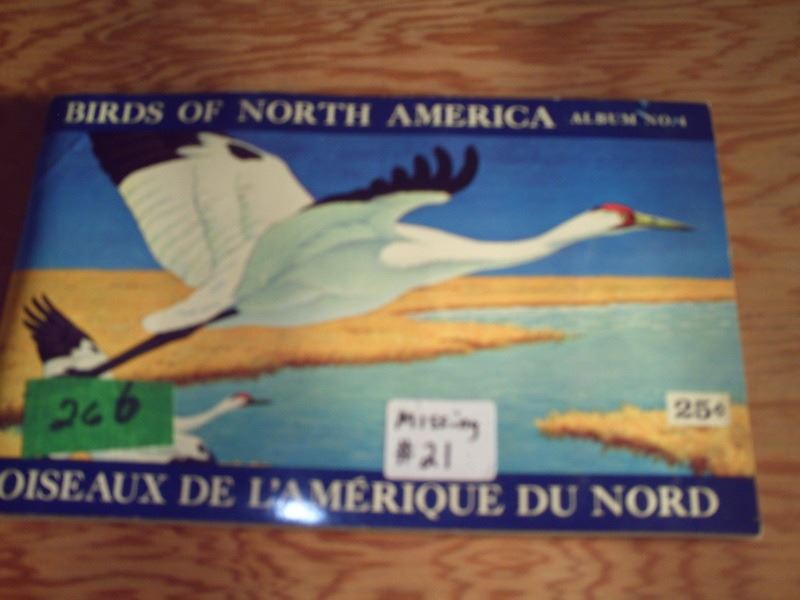 BIRDS OF NORTH AMERICA ALBUM NO.4
266
Missing
#21
25¢
OISEAUX DE L'AMÉRIQUE DU NORD